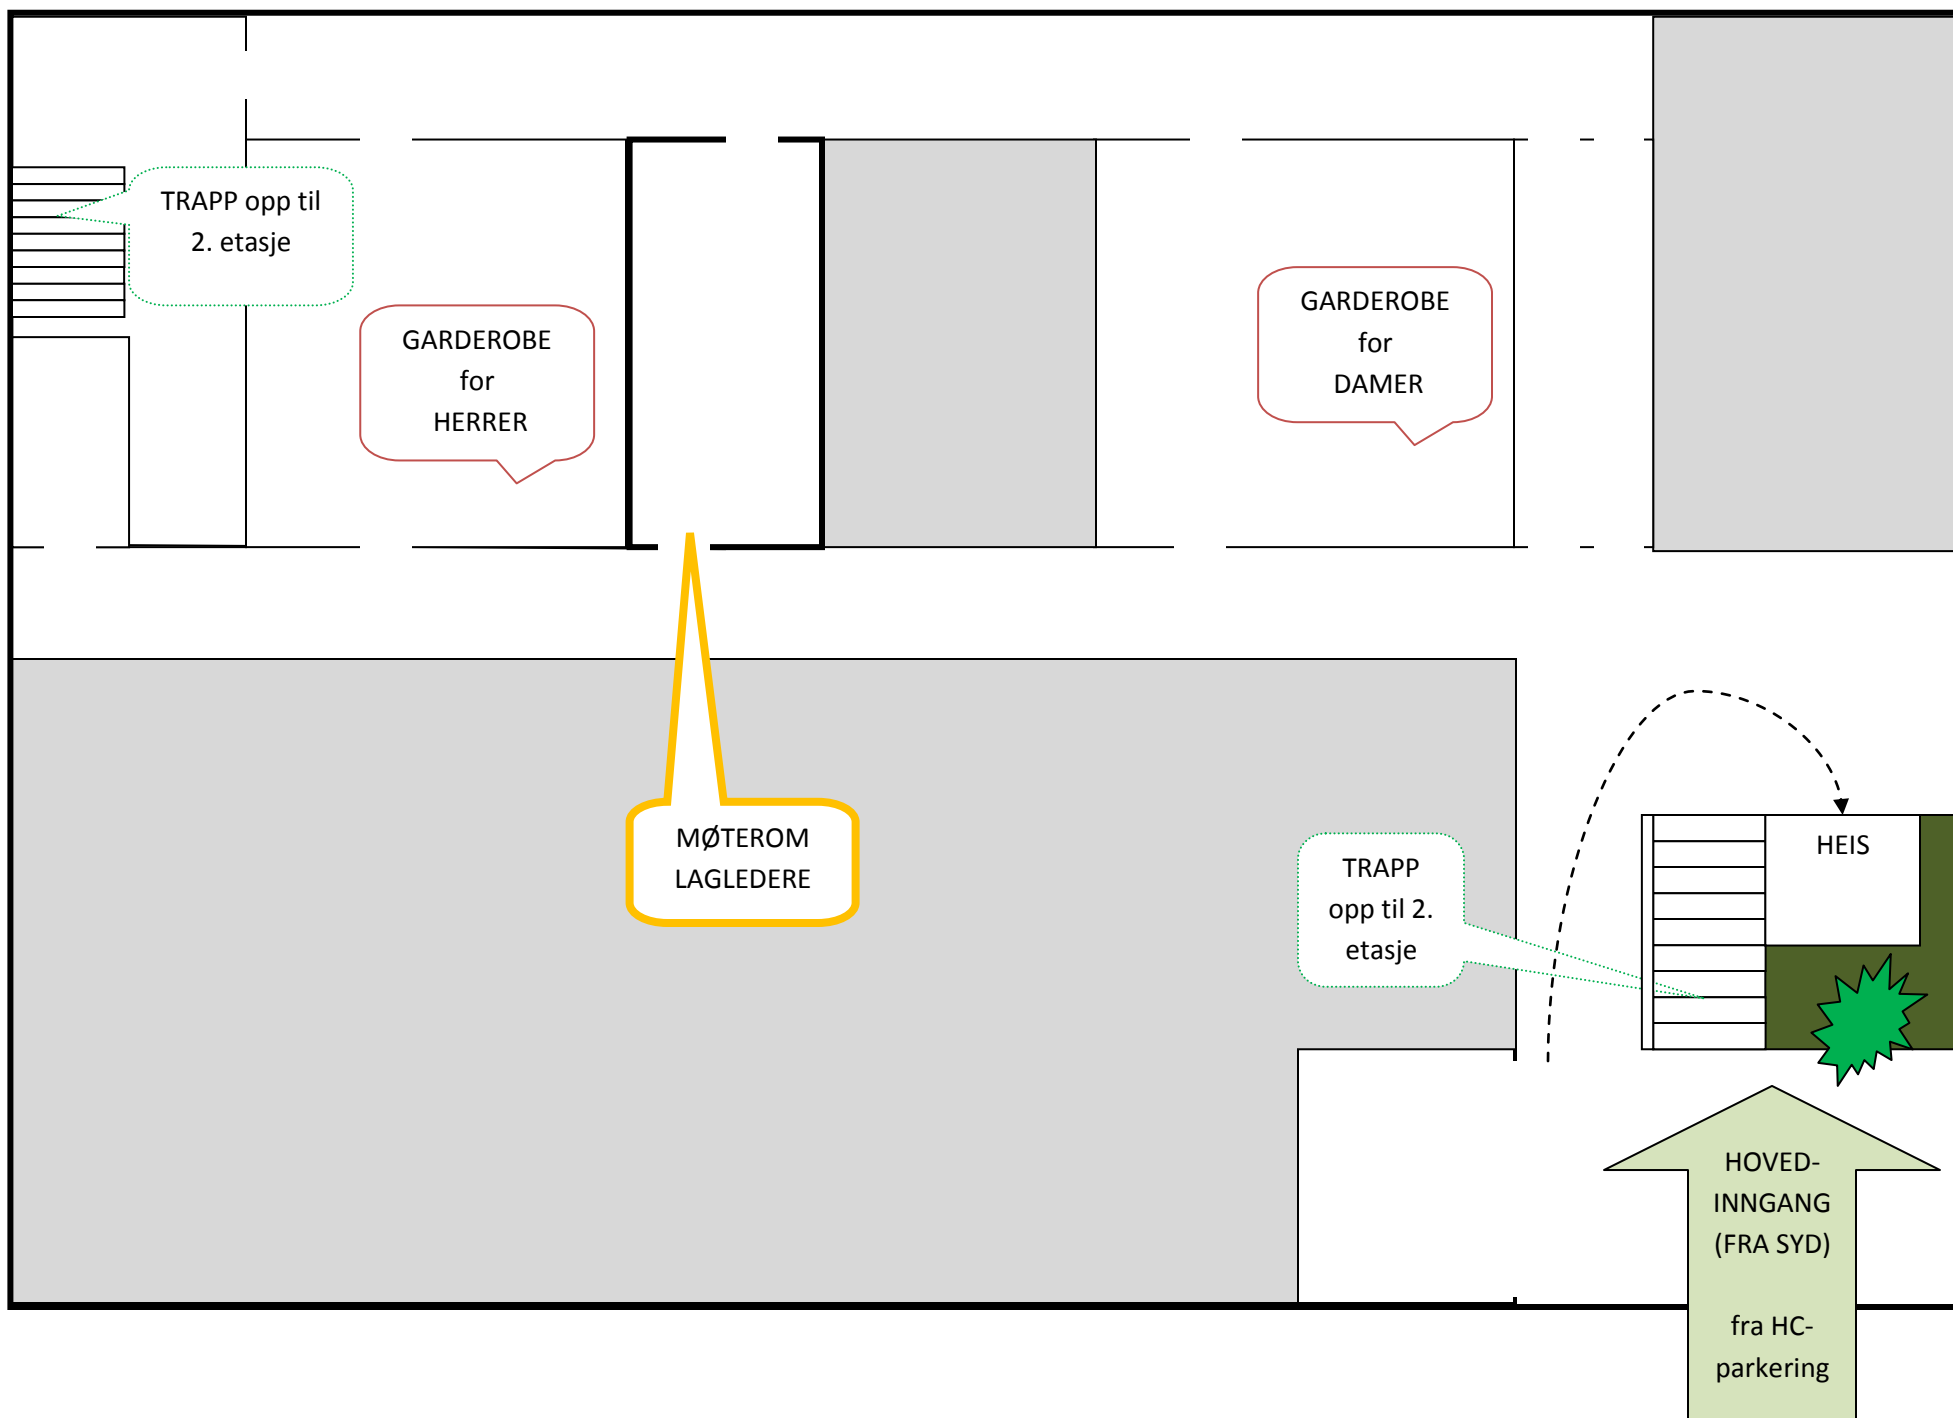 TRAPP opp til
2. etasje
GARDEROBE
for
HERRER
GARDEROBE
for
DAMER
MØTEROM
LAGLEDERE
TRAPP
opp til 2.
etasje
HEIS
HOVED-
INNGANG
(FRA SYD)
fra HC-
parkering